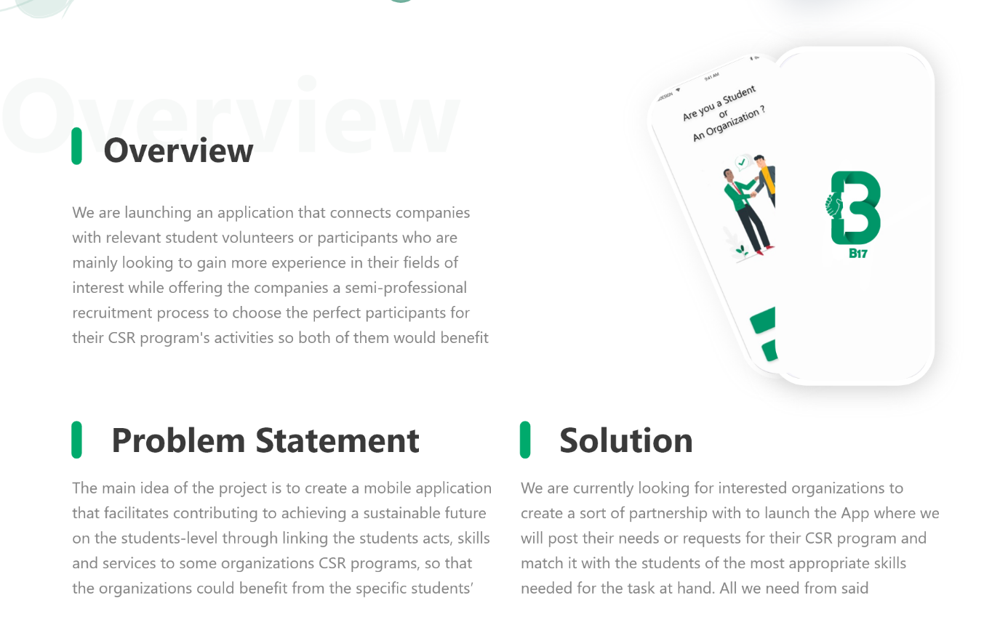 Overview
Overview
We are launching an application that connects companies
with relevant student volunteers or participants who are
mainly looking to gain more experience in their fields of
interest while offering the companies a semi-professional
recruitment process to choose the perfect participants for
their CSR program's activities so both of them would benefit
9:41 AM
Are you a Student
or
An Organization ?
B17
Problem Statement
The main idea of the project is to create a mobile application
that facilitates contributing to achieving a sustainable future
on the students-level through linking the students acts, skills
and services to some organizations CSR programs, so that
the organizations could benefit from the specific students’
Solution
We are currently looking for interested organizations to
create a sort of partnership with to launch the App where we
will post their needs or requests for their CSR program and
match it with the students of the most appropriate skills
needed for the task at hand. All we need from said